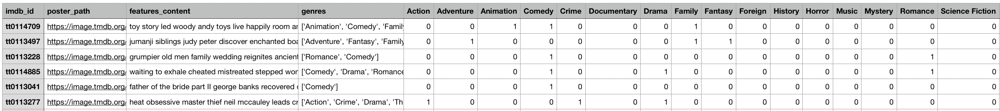 imdb_id poster_path features_content genres Action Adventure Animation Comedy Crime Documentary Drama Family Fantasy Foreign History Horror Music Mystery Romance Science Fiction
tt0114709 https://image.tmdb.org/ toy story led woody andy toys live happily room ['Animation', 'Comedy', 'Family 0 0 1 1 0 0 0 1 0 0 0 0 0 0 0 0
tt0113497 https://image.tmdb.org/ jumanji siblings judy peter discover enchanted ['Adventure', 'Fantasy', 'Family 0 1 0 0 0 0 0 1 1 0 0 0 0 0 0 0
tt0113228 https://image.tmdb.org/ grumpier old men family wedding reignites ancient ['Romance', 'Comedy'] 0 0 0 1 0 0 0 0 0 0 0 0 0 0 1 0
tt0114885 https://image.tmdb.org/ waiting to exhale cheated mistreated stepped ['Comedy', 'Drama', 'Romance 0 0 0 1 0 0 1 0 0 0 0 0 0 0 1 0
tt0113041 https://image.tmdb.org/ father of the bride part II george banks recovered ['Comedy'] 0 0 0 1 0 0 0 0 0 0 0 0 0 0 0 0
tt0113277 https://image.tmdb.org/ heat obsessive master thief neil mccauley leads cr ['Action', 'Crime', 'Drama', 'Th 1 0 0 0 1 0 1 0 0 0 0 0 0 0 0 0